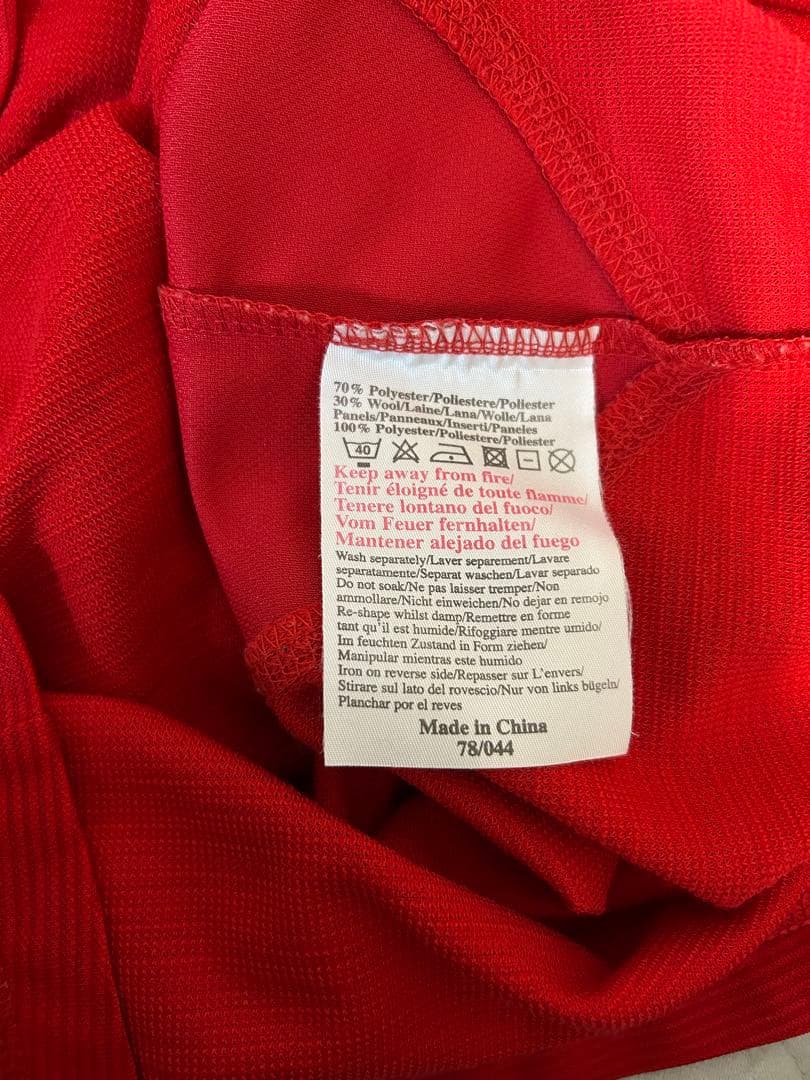 70% Polyester/Poliestere/Poliester
30% Wool/Laine/Lana/Wolle/Lana
Panels/Panneaux/Inserti/Paneles
100% Polyester/Poliestere/Poliester
40
Keep away from fire/
Tenir éloigné de toute flamme/
Tenere lontano del fuoco/
Vom Feuer fernhalten/
Mantener alejado del fuego
Wash separately/Laver separement/Lavare
separatamente/Separat waschen/Lavar separado
Do not soak/Ne pas laisser tremper/Non
ammollare/Nicht einweichen/No dejar en remojo
Re-shape whilst damp/Remettre en forme
tant qu'il est humide/Rifoggiare mentre umido/
Im feuchten Zustand in Form ziehen/
Manipular mientras este humido
Iron on reverse side/Repasser sur L'envers/
Stirare sul lato del rovescio/Nur von links bügeln/
Planchar por el reves
Made in China
78/044